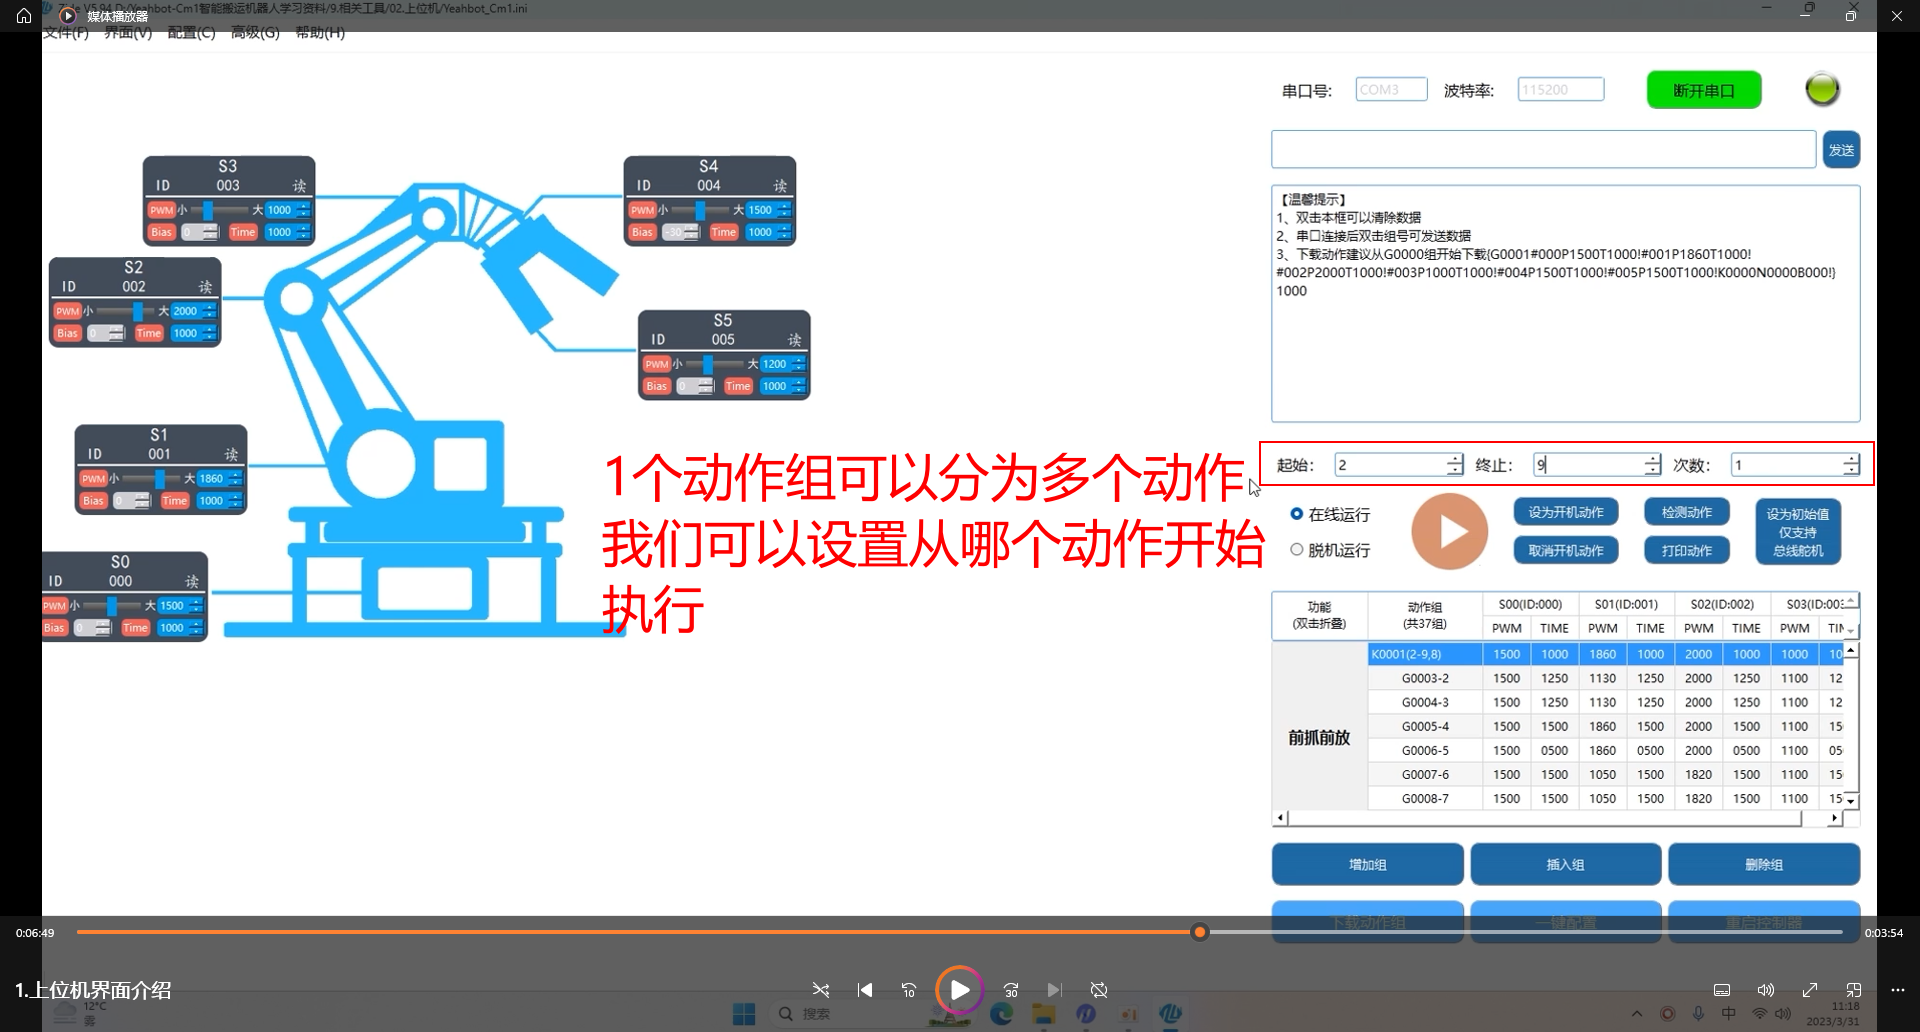 Zide V5.94 D:/Yeahbot-Cm1智能搬运机器人学习资料/9.相关工具/02.上位机/Yeahbot_Cm1.ini
媒体播放器
文件(F) 界面(V) 配置(C) 高级(G) 帮助(H)
串口号: COM3 波特率: 115200 断开串口
发送
【温馨提示】
1、双击本框可以清除数据
2、串口连接后双击组号可发送数据
3、下载动作建议从G0000组开始下载{G0001#000P1500T1000!#001P1860T1000!
#002P2000T1000!#003P1000T1000!#004P1500T1000!#005P1500T1000!K0000N0000B000!}
1000
S3
ID 003 读
PWM 小 大 1000
Bias 0 Time 1000
S4
ID 004 读
PWM 小 大 1500
Bias -30 Time 1000
S2
ID 002 读
PWM 小 大 2000
Bias 0 Time 1000
S5
ID 005 读
PWM 小 大 1200
Bias 0 Time 1000
S1
ID 001 读
PWM 小 大 1860
Bias 0 Time 1000
S0
ID 000 读
PWM 小 大 1500
Bias 0 Time 1000
1个动作组可以分为多个动作
我们可以设置从哪个动作开始
执行
起始: 2 终止: 9 次数: 1
在线运行
脱机运行
设为开机动作 检测动作
取消开机动作 打印动作
设为初始值
仅支持
总线舵机
功能
(双击折叠)
动作组
(共37组)
S00(ID:000) S01(ID:001) S02(ID:002) S03(ID:003
PWM TIME PWM TIME PWM TIME PWM TIM
K0001(2-9,8) 1500 1000 1860 1000 2000 1000 1000 10
G0003-2 1500 1250 1130 1250 2000 1250 1100 12
G0004-3 1500 1250 1130 1250 2000 1250 1100 12
G0005-4 1500 1500 1860 1500 2000 1500 1100 15
前抓前放
G0006-5 1500 0500 1860 0500 2000 0500 1100 05
G0007-6 1500 1500 1050 1500 1820 1500 1100 15
G0008-7 1500 1500 1050 1500 1820 1500 1100 15
增加组 插入组 删除组
下载动作组 一键配置 重启控制器
0:06:49 0:03:54
1.上位机界面介绍
10 30
12°C
雾
搜索
中
11:18
2023/3/31